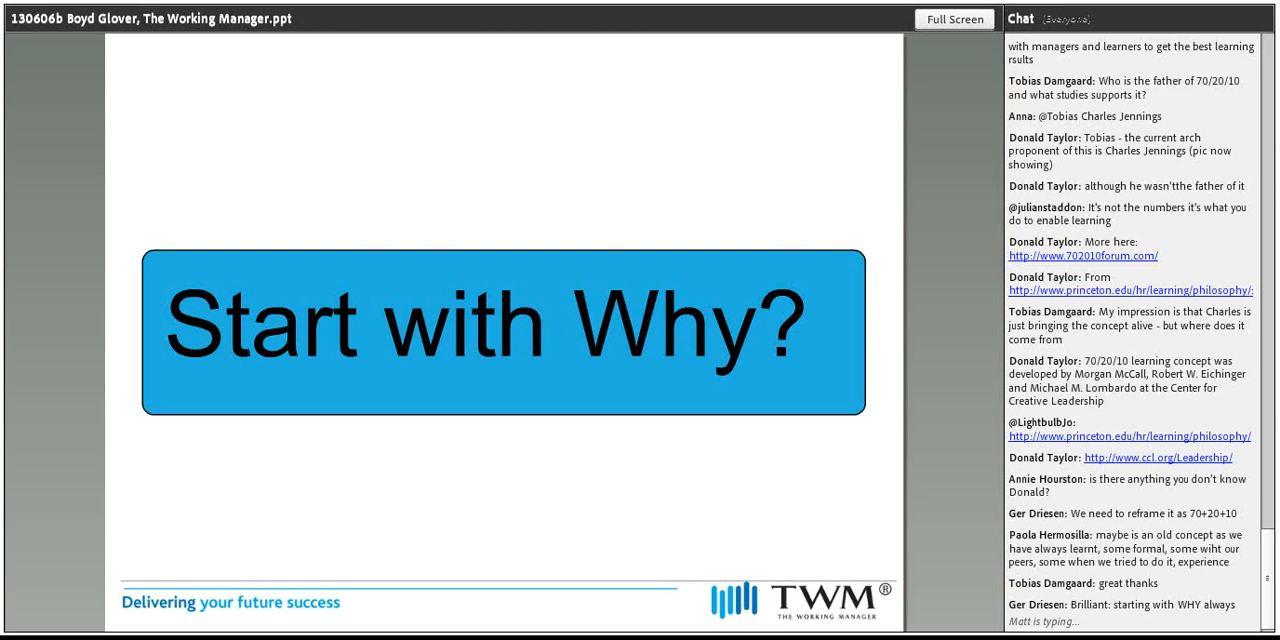 130606b Boyd Glover, The Working Manager.ppt
Full Screen
Start with Why?
Delivering your future success
TWM®
THE WORKING MANAGER
Chat (Everyone)
with managers and learners to get the best learning
rsults
Tobias Damgaard: Who is the father of 70/20/10
and what studies supports it?
Anna: @Tobias Charles Jennings
Donald Taylor: Tobias - the current arch
proponent of this is Charles Jennings (pic now
showing)
Donald Taylor: although he wasn'tthe father of it
@julianstaddon: It's not the numbers it's what you
do to enable learning
Donald Taylor: More here:
http://www.702010forum.com/
Donald Taylor: From
http://www.princeton.edu/hr/learning/philosophy/:
Tobias Damgaard: My impression is that Charles is
just bringing the concept alive - but where does it
come from
Donald Taylor: 70/20/10 learning concept was
developed by Morgan McCall, Robert W. Eichinger
and Michael M. Lombardo at the Center for
Creative Leadership
@LightbulbJo:
http://www.princeton.edu/hr/learning/philosophy/
Donald Taylor: http://www.ccl.org/Leadership/
Annie Hourston: is there anything you don't know
Donald?
Ger Driesen: We need to reframe it as 70+20+10
Paola Hermosilla: maybe is an old concept as we
have always learnt, some formal, some wiht our
peers, some when we tried to do it, experience
Tobias Damgaard: great thanks
Ger Driesen: Brilliant: starting with WHY always
Matt is typing...